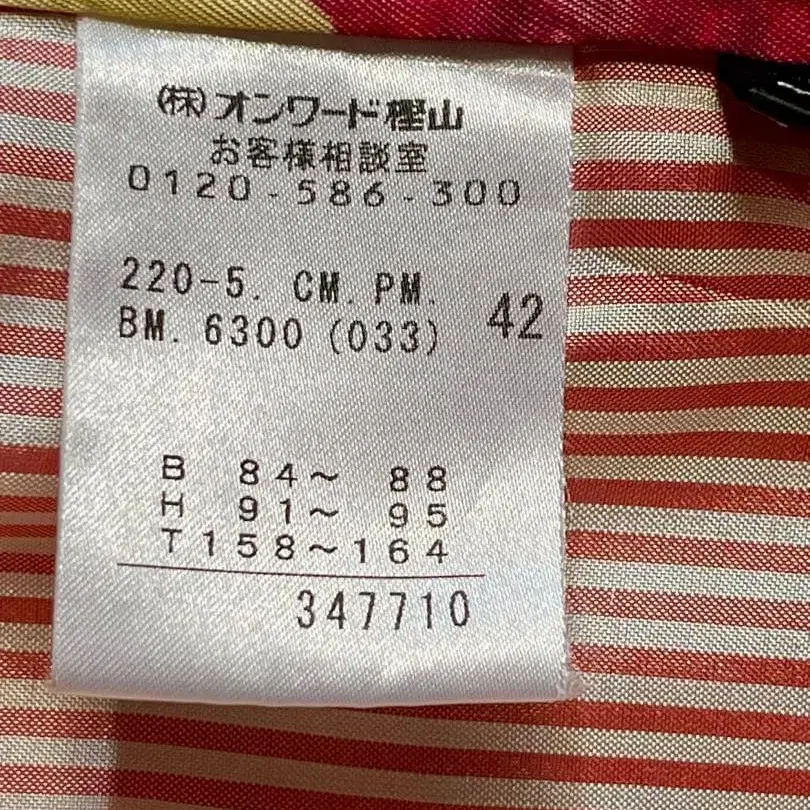 (株)オンワード樫山
お客様相談室
0120-586-300
220-5. CM. PM.
BM. 6300 (033) 42
B 84～ 88
H 91～ 95
T158～164
347710